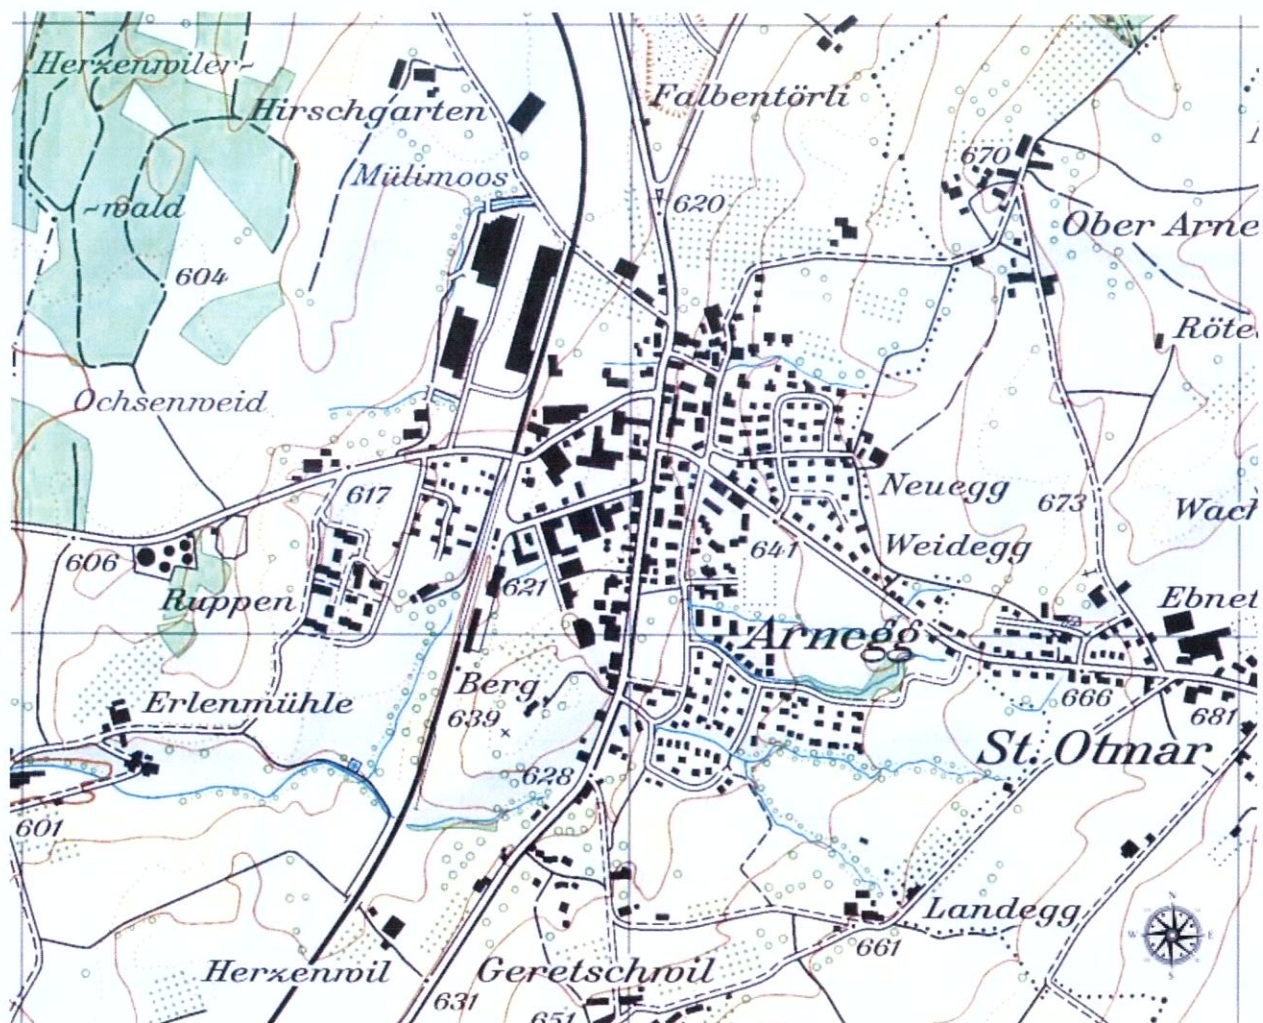 Herzenwiler-
Hirschgarten
Falbentörli
Mülimoos
670
-wald
620
Ober Arne
604
Röte
Ochsenweid
617
Neuegg
673
Wach
641
Weidegg
606
621
Ruppen
Ebnet
Arnegg
Berg
666
Erlenmühle
639
681
St. Otmar
628
601
Landegg
661
N
W E
S
Herzenwil
Geretschwil
631
651